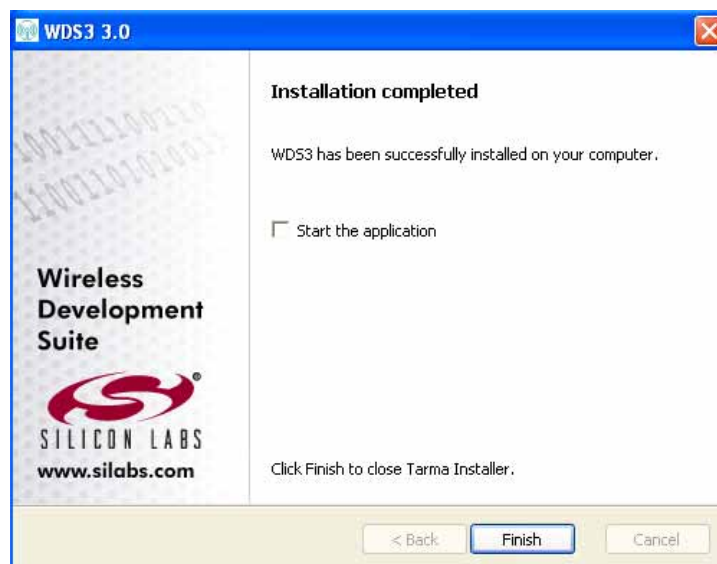 WDS3 3.0
Installation completed
WDS3 has been successfully installed on your computer.
Start the application
Wireless
Development
Suite
®
SILICON LABS
www.silabs.com
Click Finish to close Tarma Installer.
< Back
Finish
Cancel